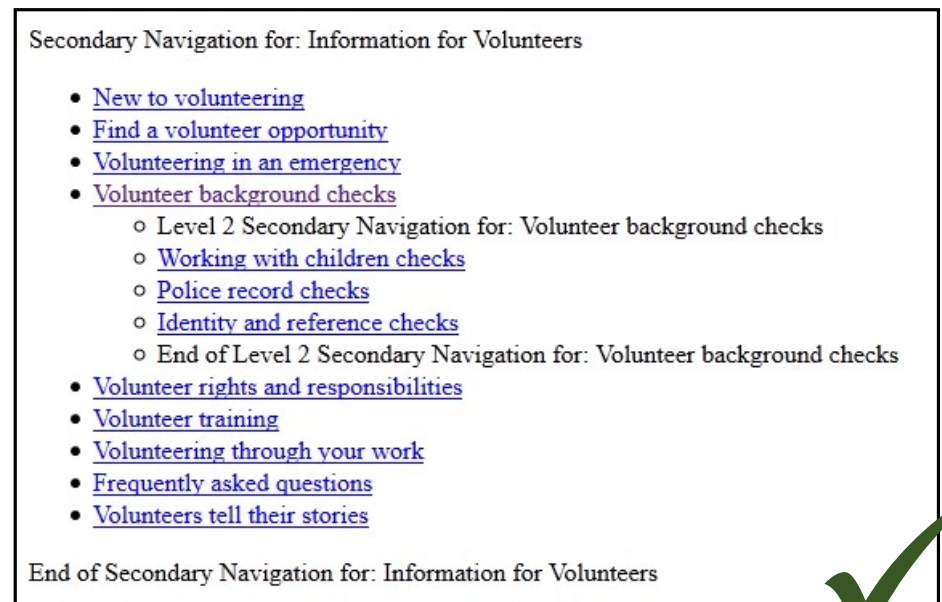 Secondary Navigation for: Information for Volunteers
New to volunteering
Find a volunteer opportunity
Volunteering in an emergency
Volunteer background checks
Level 2 Secondary Navigation for: Volunteer background checks
Working with children checks
Police record checks
Identity and reference checks
End of Level 2 Secondary Navigation for: Volunteer background checks
Volunteer rights and responsibilities
Volunteer training
Volunteering through your work
Frequently asked questions
Volunteers tell their stories
End of Secondary Navigation for: Information for Volunteers